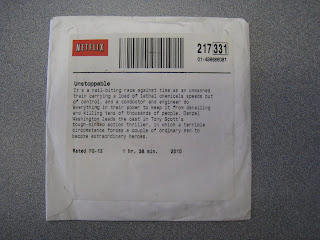 NETFLIX
217331
01-480606D01
Unstoppable
It's a nail-biting race against time as an unmanned
train carrying a load of lethal chemicals speeds out
of control, and a conductor and engineer do
everything in their power to keep it from derailing
and killing tens of thousands of people. Denzel
Washington leads the cast in Tony Scott's
tough-minded action thriller, in which a terrible
circumstance forces a couple of ordinary men to
become extraordinary heroes.
Rated PG-13 1 hr. 38 min. 2010